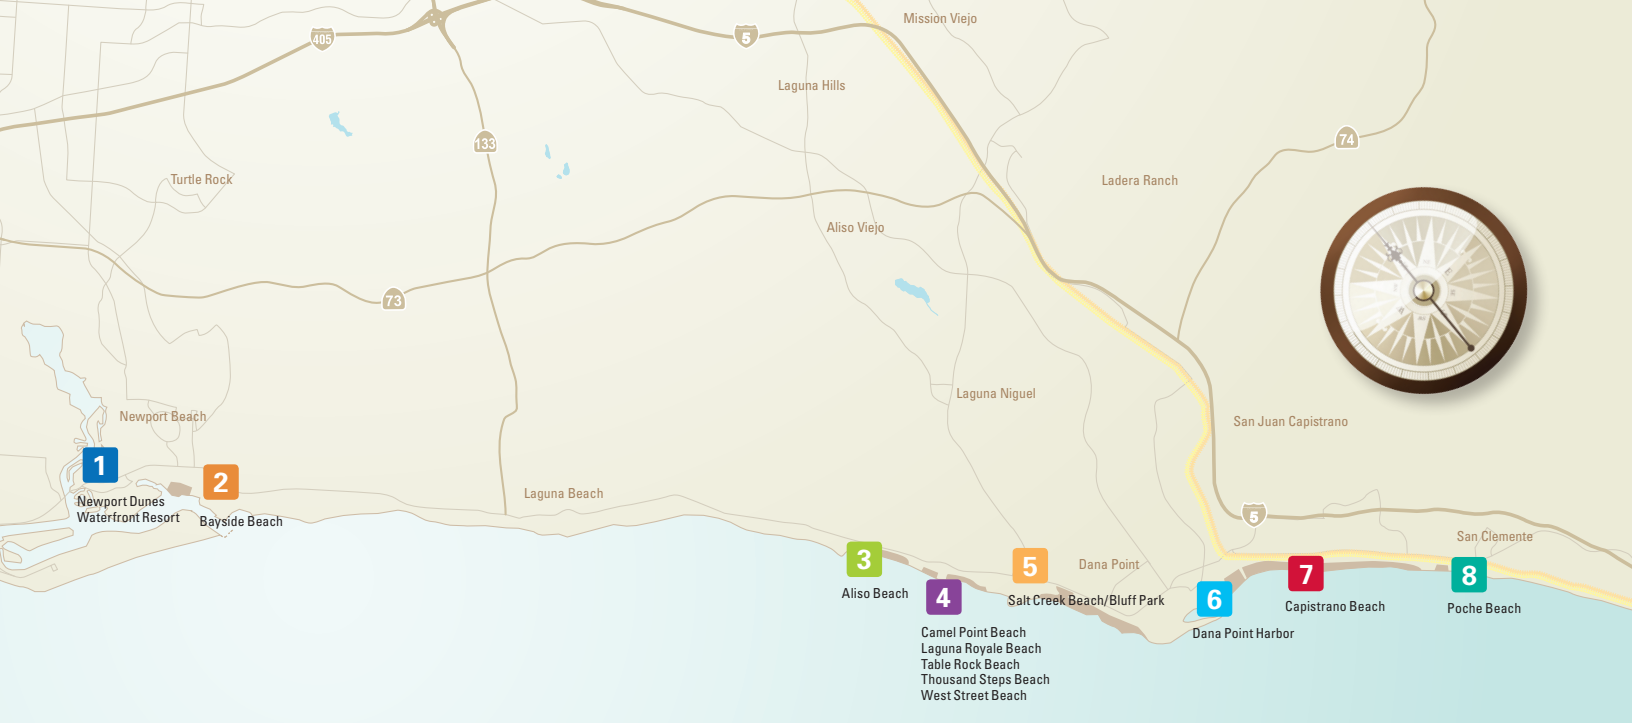 Mission Viejo
405
5
Laguna Hills
74
133
Turtle Rock
Ladera Ranch
Aliso Viejo
73
Laguna Niguel
Newport Beach
San Juan Capistrano
1
Newport Dunes
Waterfront Resort
2
Bayside Beach
Laguna Beach
5
San Clemente
3
Aliso Beach
4
Camel Point Beach
Laguna Royale Beach
Table Rock Beach
Thousand Steps Beach
West Street Beach
5
Salt Creek Beach/Bluff Park
Dana Point
6
Dana Point Harbor
7
Capistrano Beach
8
Poche Beach